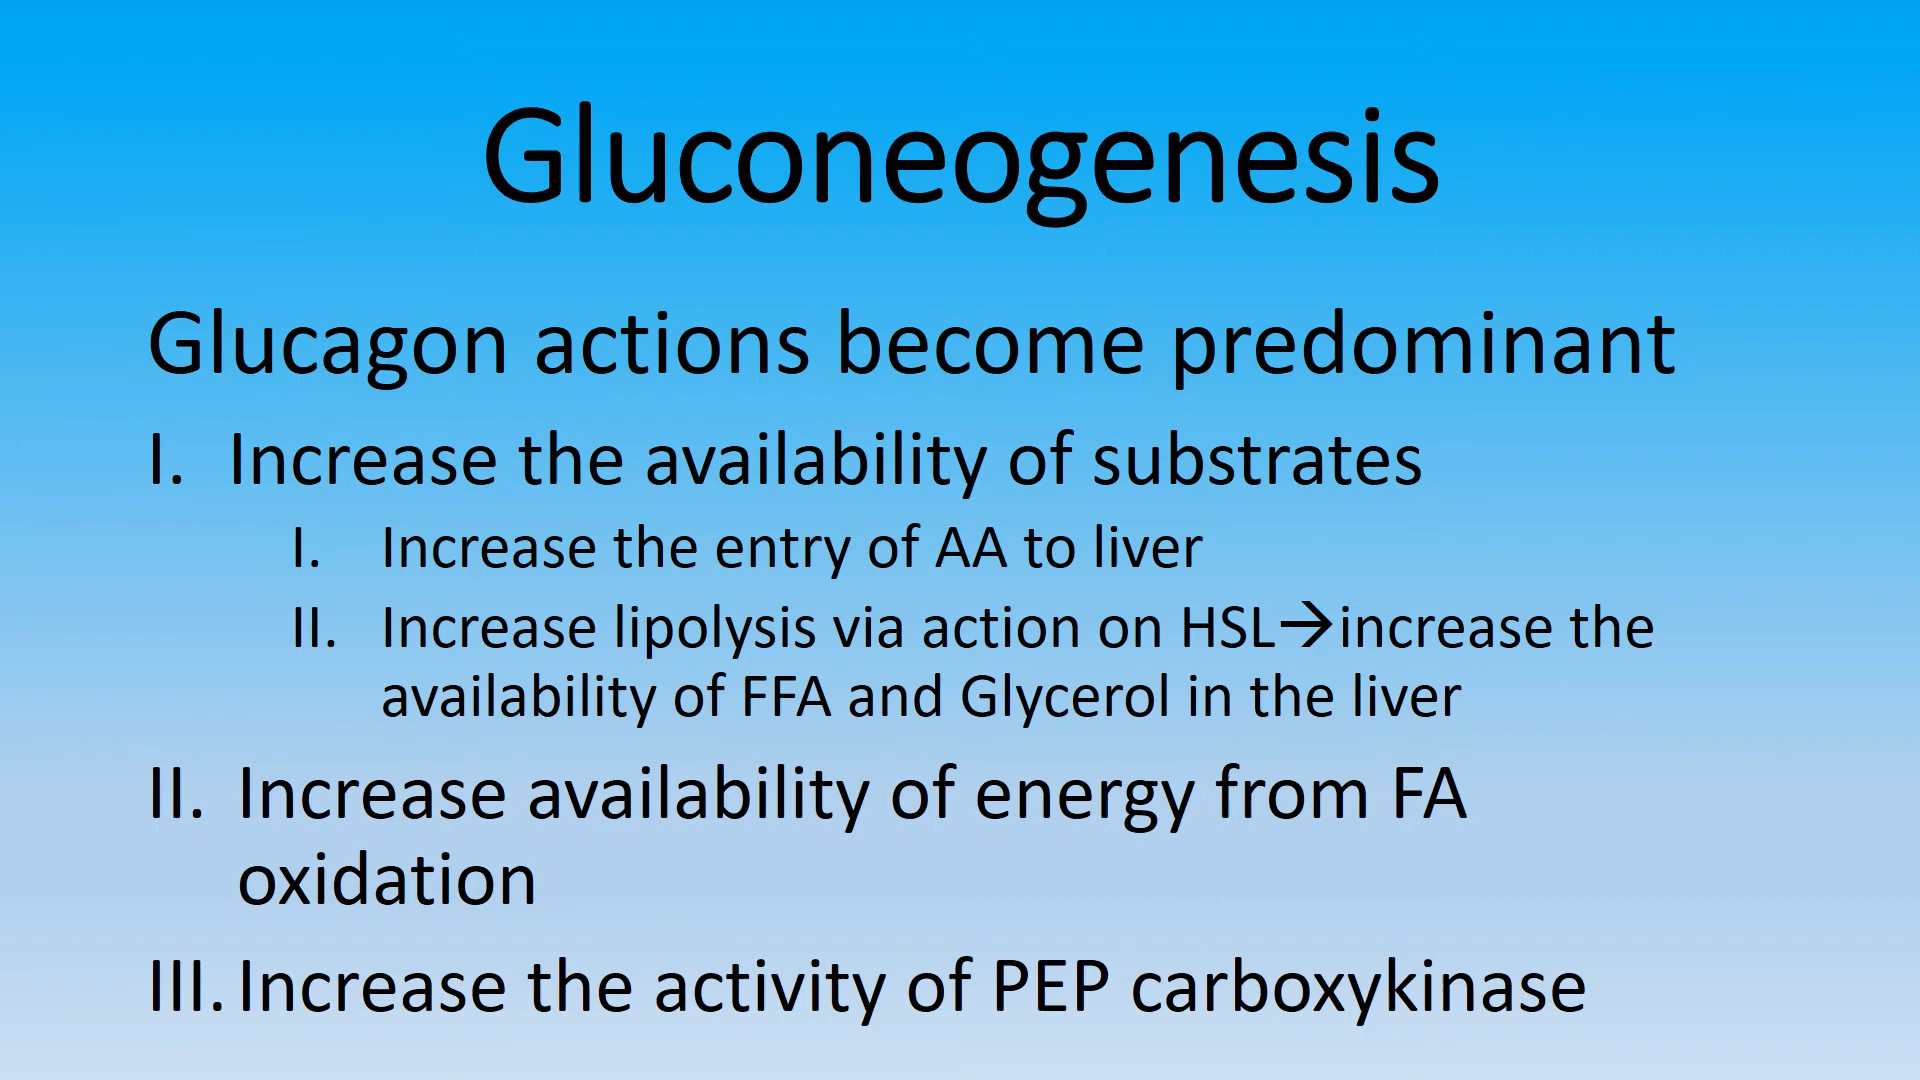 Gluconeogenesis
Glucagon actions become predominant
I. Increase the availability of substrates
I. Increase the entry of AA to liver
II. Increase lipolysis via action on HSL→increase the
availability of FFA and Glycerol in the liver
II. Increase availability of energy from FA
oxidation
III. Increase the activity of PEP carboxykinase